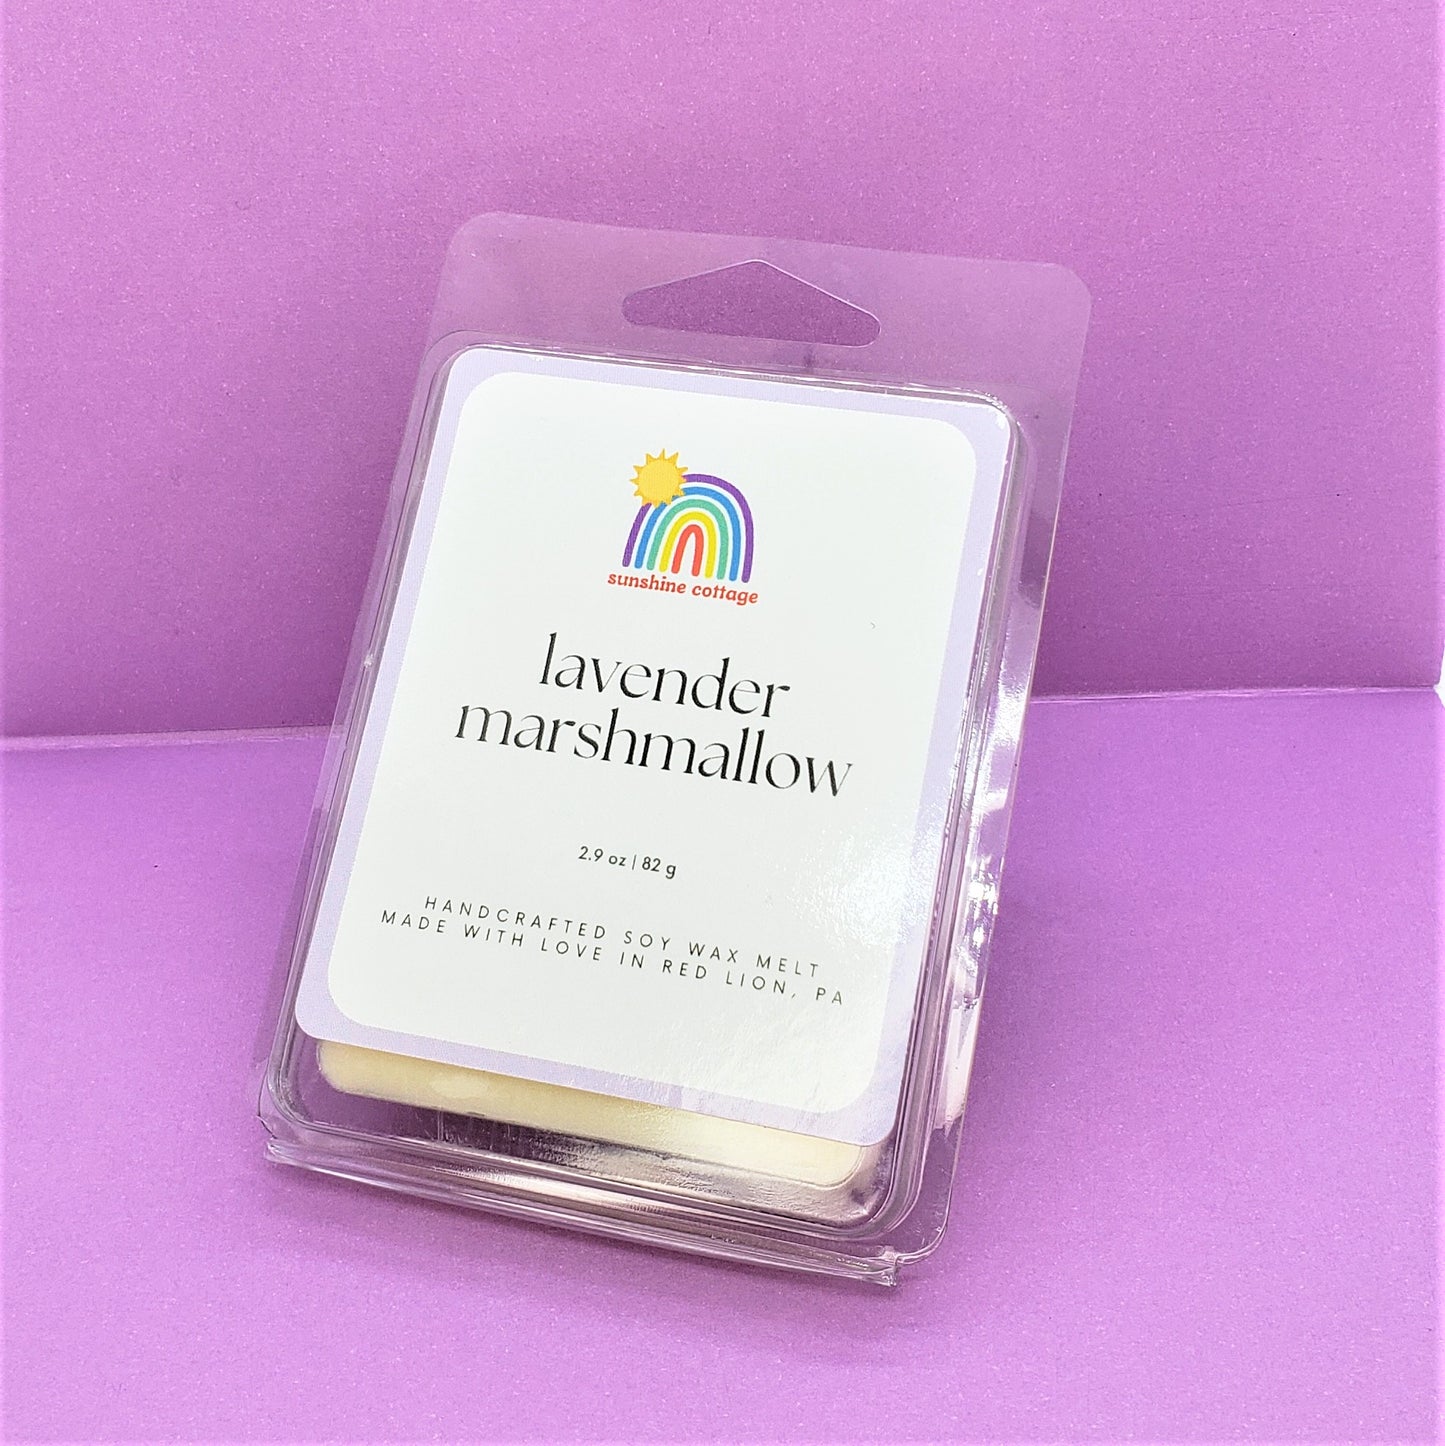 sunshine cottage
lavender
marshmallow
2.9 oz | 82 g
HANDCRAFTED SOY WAX MELT
MADE WITH LOVE IN RED LION, PA